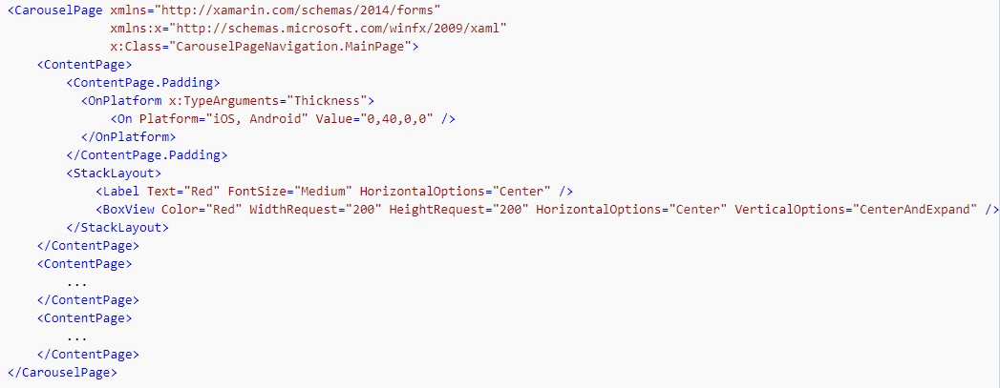 <CarouselPage xmlns="http://xamarin.com/schemas/2014/forms"
              xmlns:x="http://schemas.microsoft.com/winfx/2009/xaml"
              x:Class="CarouselPageNavigation.MainPage">
    <ContentPage>
        <ContentPage.Padding>
          <OnPlatform x:TypeArguments="Thickness">
              <On Platform="iOS, Android" Value="0,40,0,0" />
          </OnPlatform>
        </ContentPage.Padding>
        <StackLayout>
            <Label Text="Red" FontSize="Medium" HorizontalOptions="Center" />
            <BoxView Color="Red" WidthRequest="200" HeightRequest="200" HorizontalOptions="Center" VerticalOptions="CenterAndExpand" />
        </StackLayout>
    </ContentPage>
    <ContentPage>
        ...
    </ContentPage>
    <ContentPage>
        ...
    </ContentPage>
</CarouselPage>